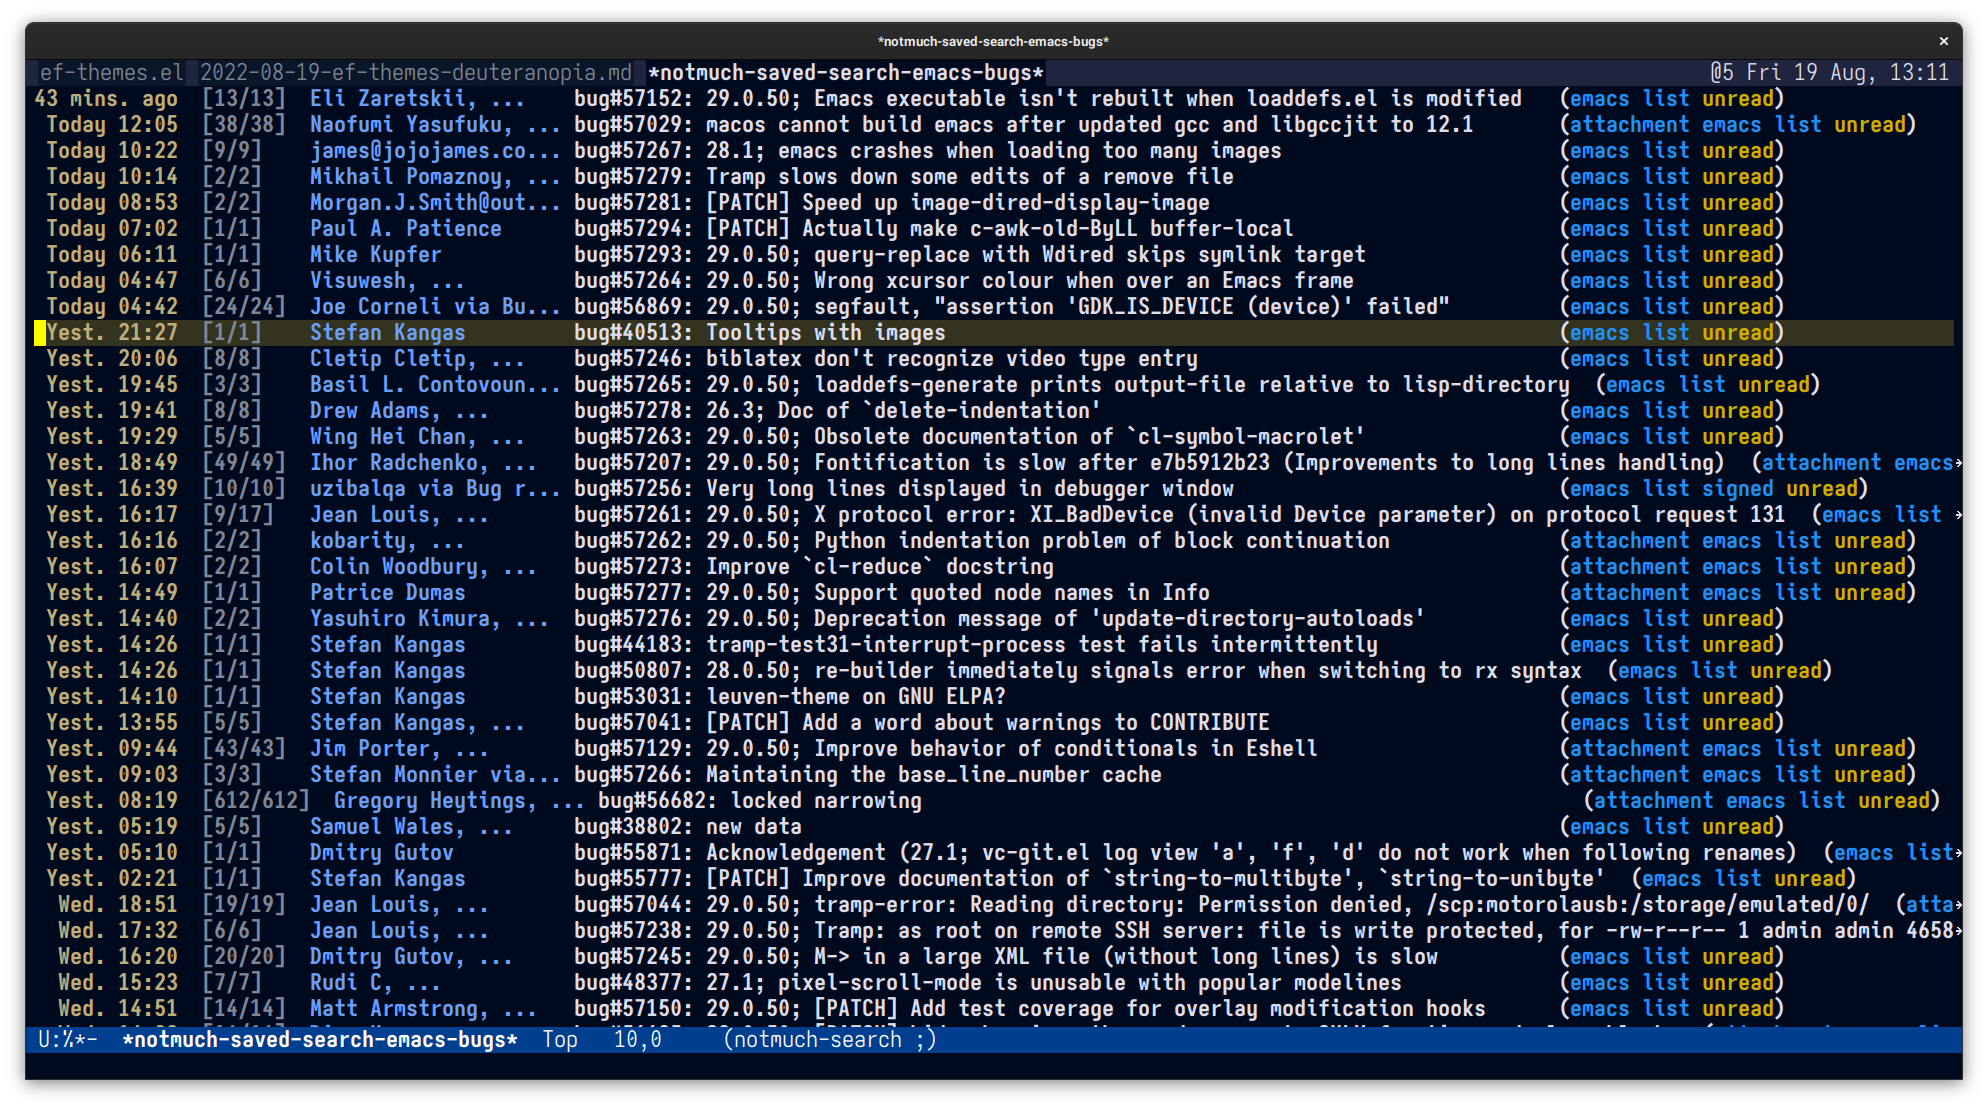 *notmuch-saved-search-emacs-bugs* ×
ef-themes.el 2022-08-19-ef-themes-deuteranopia.md *notmuch-saved-search-emacs-bugs* @5 Fri 19 Aug, 13:11
43 mins. ago [13/13] Eli Zaretskii, ... bug#57152: 29.0.50; Emacs executable isn't rebuilt when loaddefs.el is modified (emacs list unread)
Today 12:05 [38/38] Naofumi Yasufuku, ... bug#57029: macos cannot build emacs after updated gcc and libgccjit to 12.1 (attachment emacs list unread)
Today 10:22 [9/9] james@jojojames.co... bug#57267: 28.1; emacs crashes when loading too many images (emacs list unread)
Today 10:14 [2/2] Mikhail Pomaznoy, ... bug#57279: Tramp slows down some edits of a remove file (emacs list unread)
Today 08:53 [2/2] Morgan.J.Smith@out... bug#57281: [PATCH] Speed up image-dired-display-image (emacs list unread)
Today 07:02 [1/1] Paul A. Patience bug#57294: [PATCH] Actually make c-awk-old-ByLL buffer-local (emacs list unread)
Today 06:11 [1/1] Mike Kupfer bug#57293: query-replace with Wdired skips symlink target (emacs list unread)
Today 04:47 [6/6] Visuwesh, ... bug#57264: 29.0.50; Wrong xcursor colour when over an Emacs frame (emacs list unread)
Today 04:42 [24/24] Joe Corneli via Bu... bug#56869: 29.0.50; segfault, "assertion 'GDK_IS_DEVICE (device)' failed" (emacs list unread)
Yest. 21:27 [1/1] Stefan Kangas bug#40513: Tooltips with images (emacs list unread)
Yest. 20:06 [8/8] Cletip Cletip, ... bug#57246: biblatex don't recognize video type entry (emacs list unread)
Yest. 19:45 [3/3] Basil L. Contovoun... bug#57265: 29.0.50; loaddefs-generate prints output-file relative to lisp-directory (emacs list unread)
Yest. 19:41 [8/8] Drew Adams, ... bug#57278: 26.3; Doc of `delete-indentation' (emacs list unread)
Yest. 19:29 [5/5] Wing Hei Chan, ... bug#57263: 29.0.50; Obsolete documentation of `cl-symbol-macrolet' (emacs list unread)
Yest. 18:49 [49/49] Ihor Radchenko, ... bug#57207: 29.0.50; Fontification is slow after e7b5912b23 (Improvements to long lines handling) (attachment emacs→
Yest. 16:39 [10/10] uzibalqa via Bug r... bug#57256: Very long lines displayed in debugger window (emacs list signed unread)
Yest. 16:17 [9/17] Jean Louis, ... bug#57261: 29.0.50; X protocol error: XI_BadDevice (invalid Device parameter) on protocol request 131 (emacs list →
Yest. 16:16 [2/2] kobarity, ... bug#57262: 29.0.50; Python indentation problem of block continuation (attachment emacs list unread)
Yest. 16:07 [2/2] Colin Woodbury, ... bug#57273: Improve `cl-reduce` docstring (attachment emacs list unread)
Yest. 14:49 [1/1] Patrice Dumas bug#57277: 29.0.50; Support quoted node names in Info (attachment emacs list unread)
Yest. 14:40 [2/2] Yasuhiro Kimura, ... bug#57276: 29.0.50; Deprecation message of 'update-directory-autoloads' (emacs list unread)
Yest. 14:26 [1/1] Stefan Kangas bug#44183: tramp-test31-interrupt-process test fails intermittently (emacs list unread)
Yest. 14:26 [1/1] Stefan Kangas bug#50807: 28.0.50; re-builder immediately signals error when switching to rx syntax (emacs list unread)
Yest. 14:10 [1/1] Stefan Kangas bug#53031: leuven-theme on GNU ELPA? (emacs list unread)
Yest. 13:55 [5/5] Stefan Kangas, ... bug#57041: [PATCH] Add a word about warnings to CONTRIBUTE (emacs list unread)
Yest. 09:44 [43/43] Jim Porter, ... bug#57129: 29.0.50; Improve behavior of conditionals in Eshell (attachment emacs list unread)
Yest. 09:03 [3/3] Stefan Monnier via... bug#57266: Maintaining the base_line_number cache (attachment emacs list unread)
Yest. 08:19 [612/612] Gregory Heytings, ... bug#56682: locked narrowing (attachment emacs list unread)
Yest. 05:19 [5/5] Samuel Wales, ... bug#38802: new data (emacs list unread)
Yest. 05:10 [1/1] Dmitry Gutov bug#55871: Acknowledgement (27.1; vc-git.el log view 'a', 'f', 'd' do not work when following renames) (emacs list→
Yest. 02:21 [1/1] Stefan Kangas bug#55777: [PATCH] Improve documentation of `string-to-multibyte', `string-to-unibyte' (emacs list unread)
Wed. 18:51 [19/19] Jean Louis, ... bug#57044: 29.0.50; tramp-error: Reading directory: Permission denied, /scp:motorolausb:/storage/emulated/0/ (atta→
Wed. 17:32 [6/6] Jean Louis, ... bug#57238: 29.0.50; Tramp: as root on remote SSH server: file is write protected, for -rw-r--r-- 1 admin admin 4658→
Wed. 16:20 [20/20] Dmitry Gutov, ... bug#57245: 29.0.50; M-> in a large XML file (without long lines) is slow (emacs list unread)
Wed. 15:23 [7/7] Rudi C, ... bug#48377: 27.1; pixel-scroll-mode is unusable with popular modelines (emacs list unread)
Wed. 14:51 [14/14] Matt Armstrong, ... bug#57150: 29.0.50; [PATCH] Add test coverage for overlay modification hooks (emacs list unread)
U:%*- *notmuch-saved-search-emacs-bugs* Top 10,0 (notmuch-search ;)